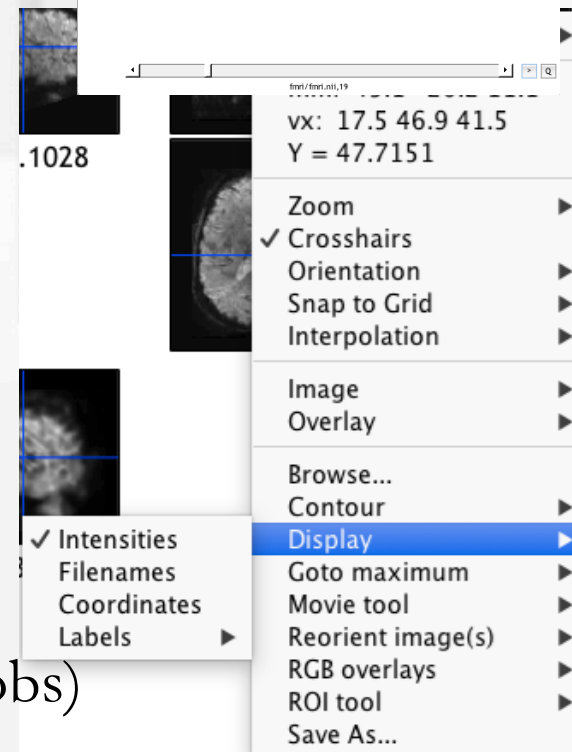 > Q
fmri/fmri.nii,19
vx: 17.5 46.9 41.5
Y = 47.7151
.1028
Zoom
✓ Crosshairs
Orientation
Snap to Grid
Interpolation
Image
Overlay
Browse...
Contour
Display
Goto maximum
Movie tool
Reorient image(s)
RGB overlays
ROI tool
Save As...
✓ Intensities
Filenames
Coordinates
Labels
obs)